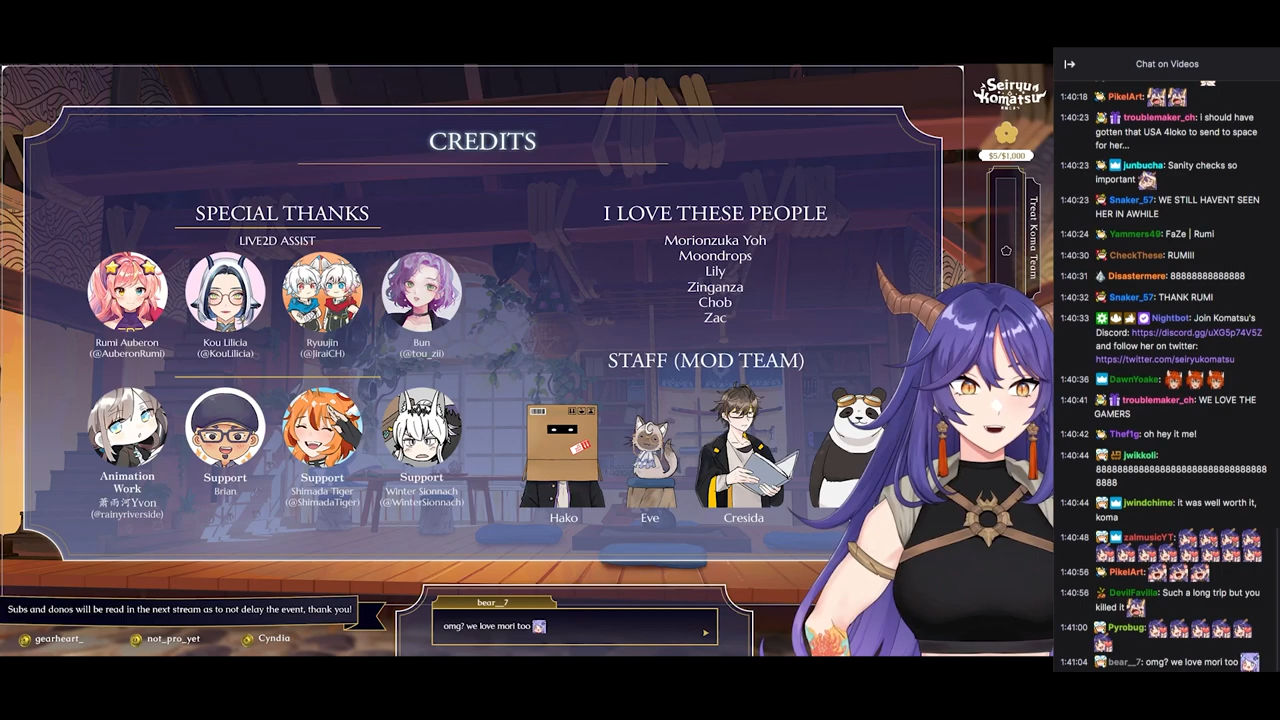 CREDITS
SPECIAL THANKS
LIVE2D ASSIST
Rumi Auberon
(@AuberonRumi)
Kou Lilicia
(@KouLilicia)
Ryuujin
(@JiraiCH)
Bun
(@tou_zii)
Animation
Work
萧雨河Yvon
(@rainyriverside)
Support
Brian
Support
Shimada Tiger
(@ShimadaTiger)
Support
Winter Sionnach
(@WinterSionnach)
I LOVE THESE PEOPLE
Morionzuka Yoh
Moondrops
Lily
Zinganza
Chob
Zac
STAFF (MOD TEAM)
Hako
Eve
Cresida
Seiryu
Komatsu
$5/$1,000
Treat Koma Team
Subs and donos will be read in the next stream as to not delay the event, thank you!
gearheart_
not_pro_yet
Cyndia
bear__7
omg? we love mori too
Chat on Videos
1:40:18 PikelArt:
1:40:23 troublemaker_ch: i should have
gotten that USA 4loko to send to space
for her...
1:40:23 junbucha: Sanity checks so
important
1:40:23 Snaker_57: WE STILL HAVENT SEEN
HER IN AWHILE
1:40:24 Yammers49: FaZe | Rumi
1:40:30 CheckThese: RUMIII
1:40:31 Disastermere: 88888888888888
1:40:32 Snaker_57: THANK RUMI
1:40:33 Nightbot: Join Komatsu's
Discord: https://discord.gg/uXG5p74V5Z
and follow her on twitter:
https://twitter.com/seiryukomatsu
1:40:36 DawnYoake:
1:40:41 troublemaker_ch: WE LOVE THE
GAMERS
1:40:42 Thef1g: oh hey it me!
1:40:44 jwikkoli:
8888888888888888888888888888888
8888
1:40:44 jwindchime: it was well worth it,
koma
1:40:48 zalmusicYT:
1:40:56 PikelArt:
1:40:56 DevilFavilla: Such a long trip but you
killed it
1:41:00 Pyrobug:
1:41:04 bear__7: omg? we love mori too